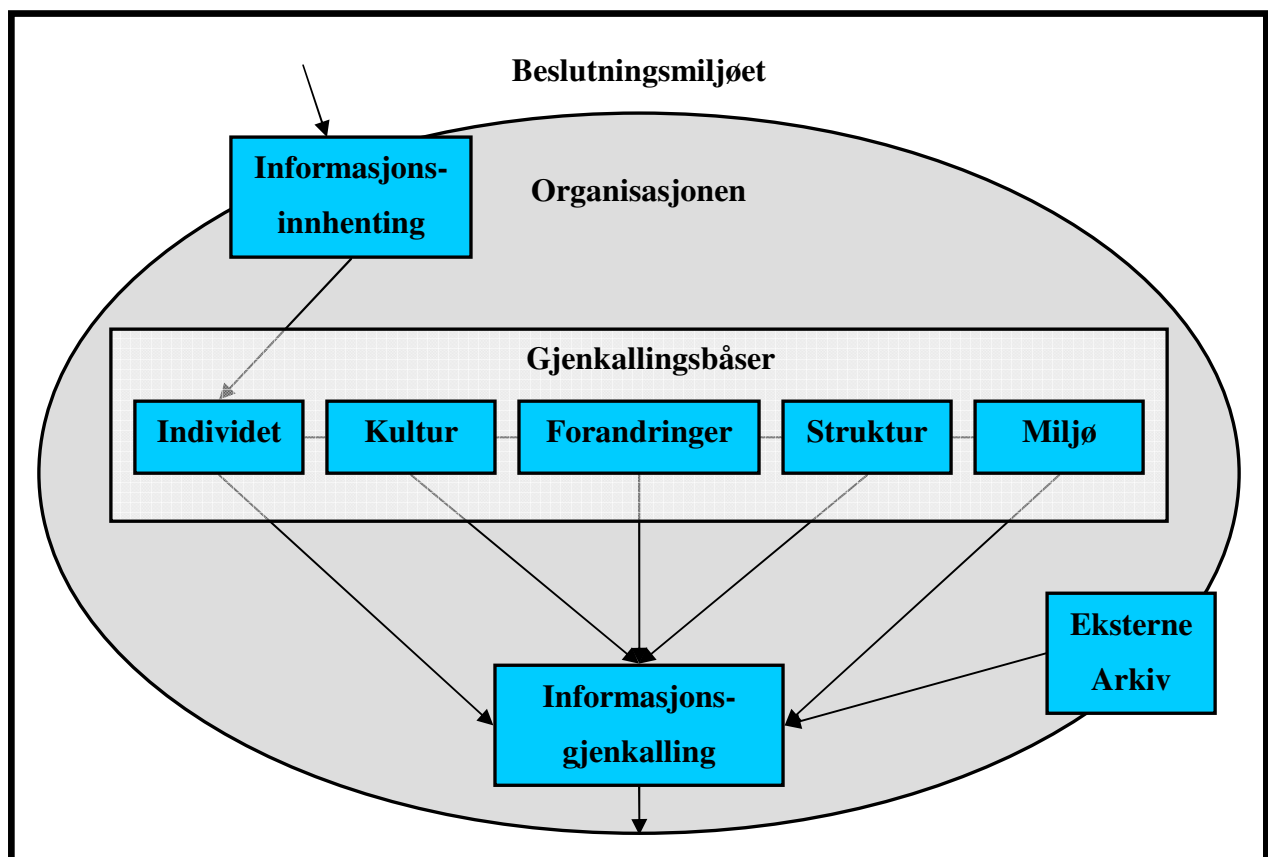 Beslutningsmiljøet
Informasjons-
innhenting
Organisasjonen
Gjenkallingsbåser
Individet
Kultur
Forandringer
Struktur
Miljø
Eksterne
Arkiv
Informasjons-
gjenkalling